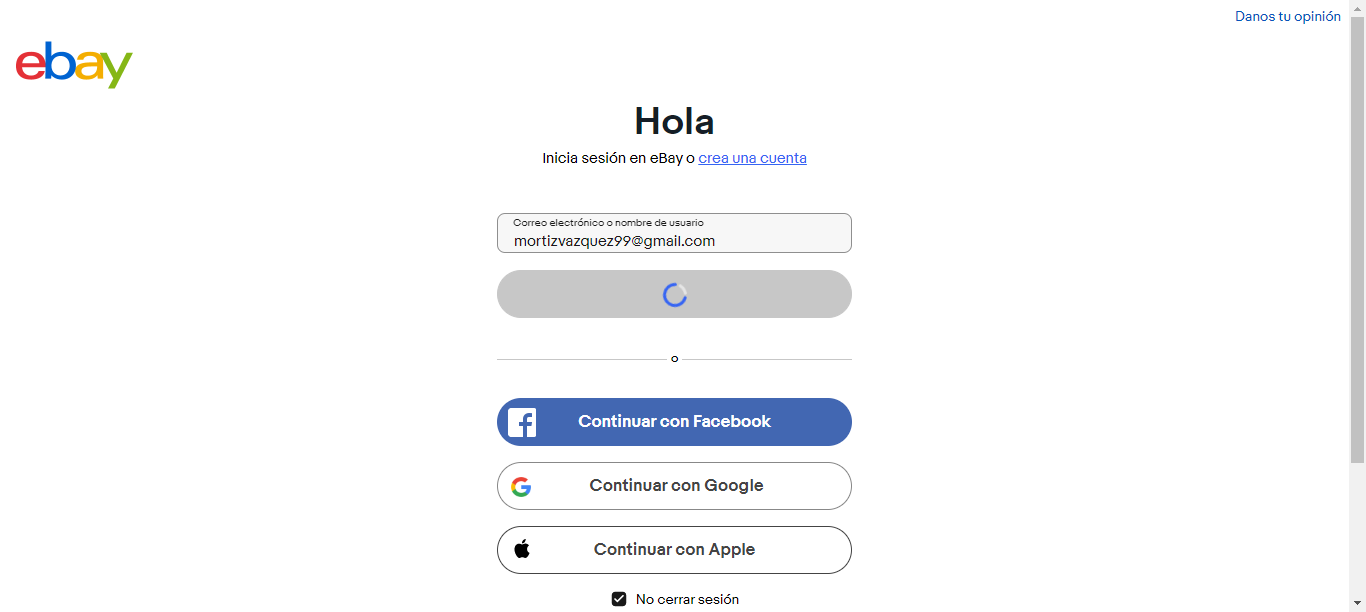 Danos tu opinión
ebay
Hola
Inicia sesión en eBay o crea una cuenta
Correo electrónico o nombre de usuario
mortizvazquez99@gmail.com
o
Continuar con Facebook
Continuar con Google
Continuar con Apple
No cerrar sesión